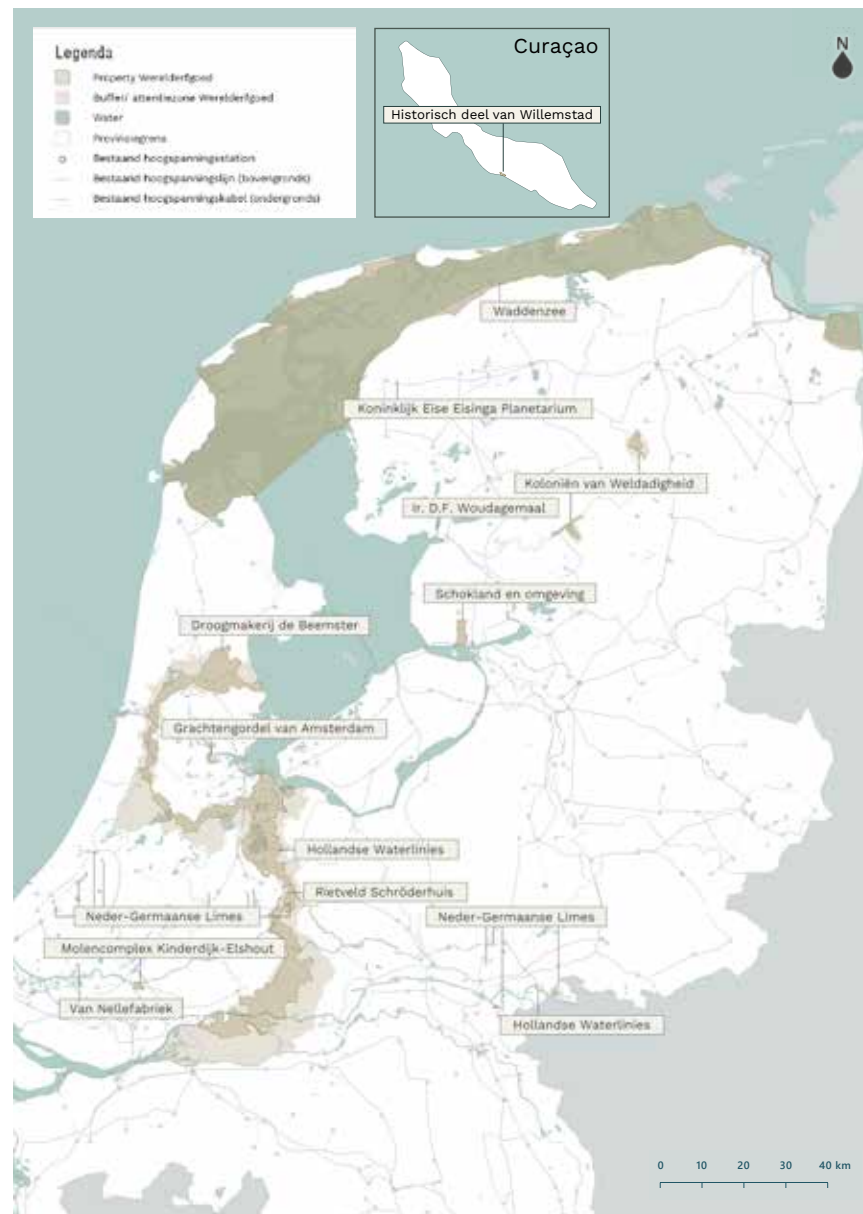 Legenda
Property Werelderfgoed
Buffer/ attentiezone Werelderfgoed
Water
Provinciegrens
Bestaand hoogspanningsstation
Bestaand hoogspanningslijn (bovengronds)
Bestaand hoogspanningskabel (ondergronds)
Curaçao
Historisch deel van Willemstad
N
Waddenzee
Koninklijk Eise Eisinga Planetarium
Koloniën van Weldadigheid
Ir. D.F. Woudagemaal
Schokland en omgeving
Droogmakerij de Beemster
Grachtengordel van Amsterdam
Hollandse Waterlinies
Rietveld Schröderhuis
Neder-Germaanse Limes
Neder-Germaanse Limes
Molencomplex Kinderdijk-Elshout
Van Nellefabriek
Hollandse Waterlinies
0 10 20 30 40 km